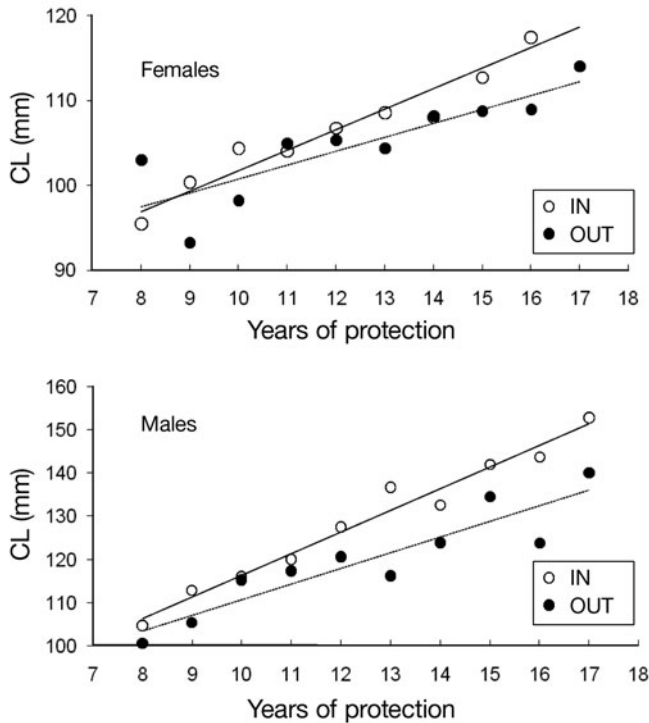 120
Females
110
CL (mm)
100
IN
OUT
90
7 8 9 10 11 12 13 14 15 16 17 18
Years of protection
160
150
Males
140
CL (mm)
130
120
110
IN
OUT
100
7 8 9 10 11 12 13 14 15 16 17 18
Years of protection